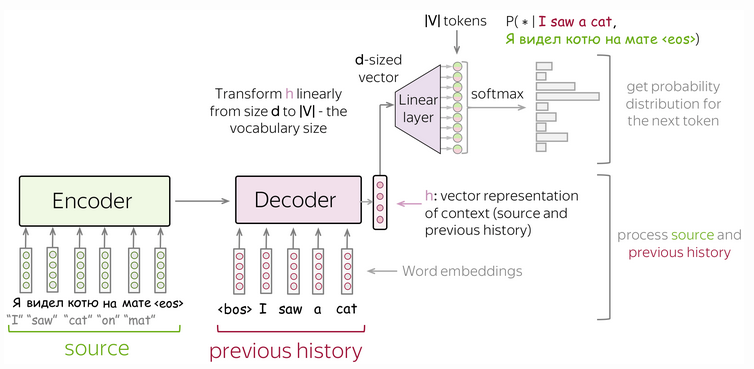 |V| tokens
P( * | I saw a cat,
Я видел котю на мате <eos>)
d-sized
vector
Transform h linearly
from size d to |V| - the
vocabulary size
Linear
layer
softmax
get probability
distribution for
the next token
Encoder
Decoder
h: vector representation
of context (source and
previous history)
process source and
previous history
Word embeddings
Я видел котю на мате <eos>
"I" "saw" "cat" "on" "mat"
<bos> I saw a cat
source
previous history